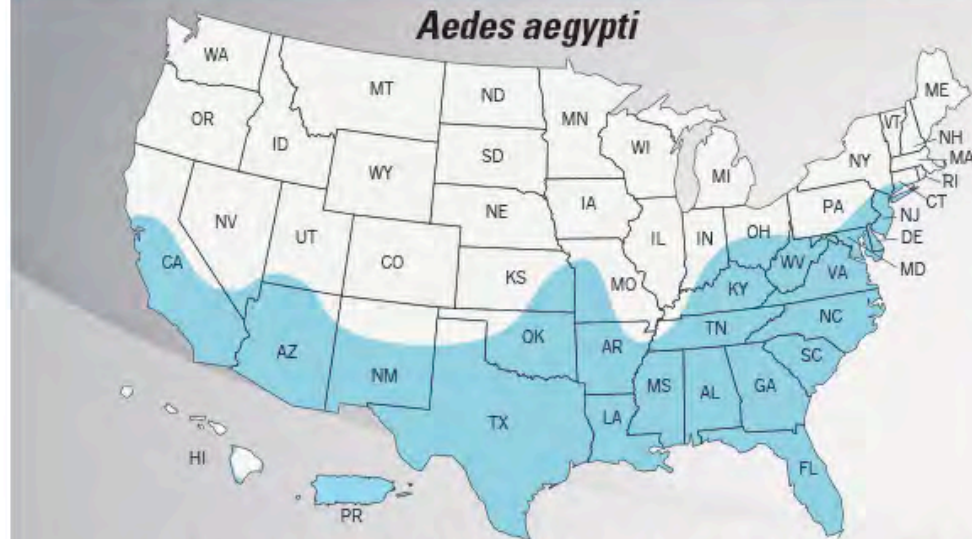 Aedes aegypti
WA
MT
ND
MN
ME
OR
ID
WY
SD
WI
MI
NY
VT
NH
MA
RI
CT
NV
UT
CO
NE
IA
IL
IN
OH
PA
NJ
DE
MD
CA
KS
MO
KY
WV
VA
AZ
NM
OK
AR
TN
NC
SC
TX
LA
MS
AL
GA
FL
HI
PR